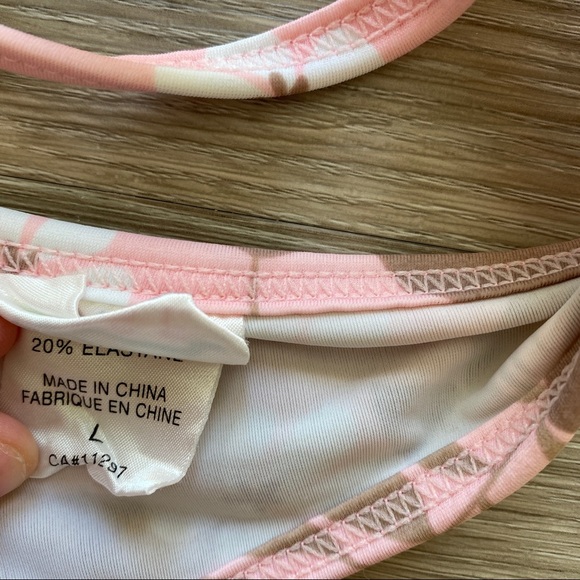 20% ELASTANE
MADE IN CHINA
FABRIQUE EN CHINE
L
CA#11297